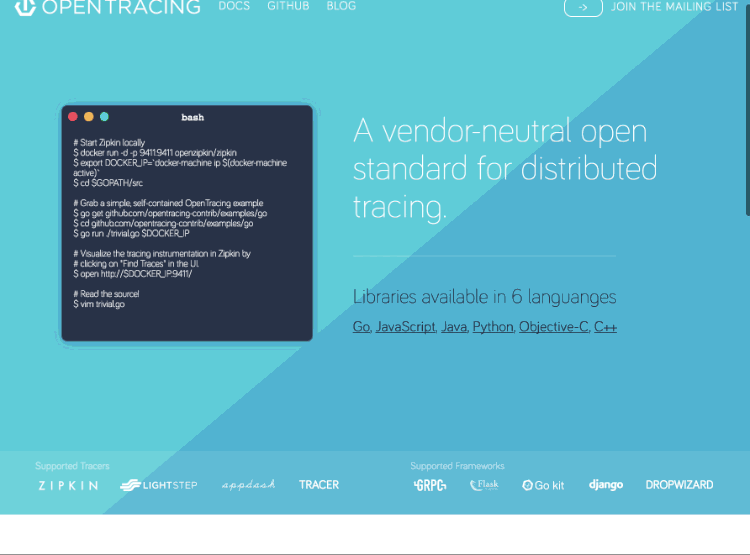 OPENTRACING DOCS GITHUB BLOG -> JOIN THE MAILING LIST
bash
# Start Zipkin locally
$ docker run -d -p 9411:9411 openzipkin/zipkin
$ export DOCKER_IP=`docker-machine ip $(docker-machine
active)`
$ cd $GOPATH/src
# Grab a simple, self-contained OpenTracing example
$ go get github.com/opentracing-contrib/examples/go
$ cd github.com/opentracing-contrib/examples/go
$ go run ./trivial.go $DOCKER_IP
# Visualize the tracing instrumentation in Zipkin by
# clicking on "Find Traces" in the UI.
$ open http://$DOCKER_IP:9411/
# Read the source!
$ vim trivial.go
A vendor-neutral open
standard for distributed
tracing.
Libraries available in 6 languanges
Go, JavaScript, Java, Python, Objective-C, C++
Supported Tracers
ZIPKIN LIGHTSTEP appdash TRACER
Supported Frameworks
GRPC Flask Go kit django DROPWIZARD